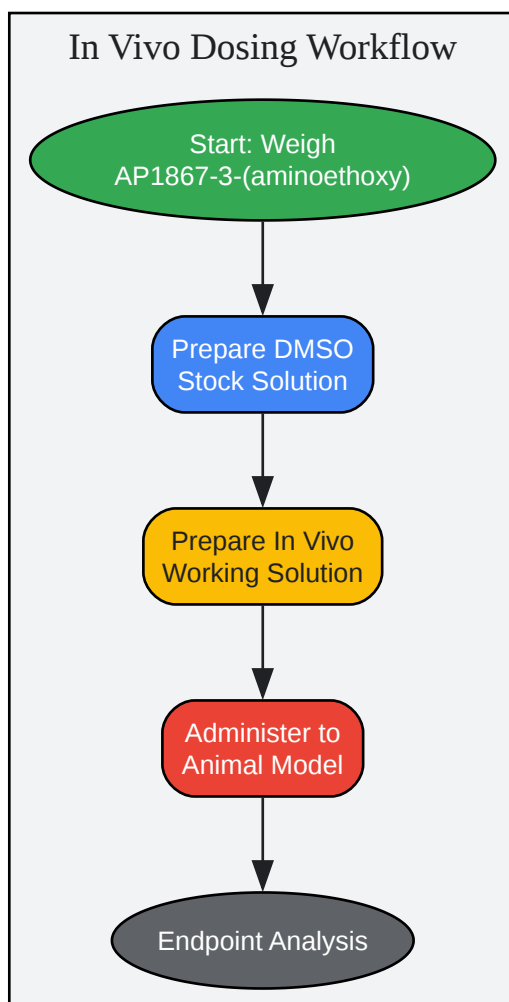 In Vivo Dosing Workflow
Start: Weigh
AP1867-3-(aminoethoxy)
Prepare DMSO
Stock Solution
Prepare In Vivo
Working Solution
Administer to
Animal Model
Endpoint Analysis